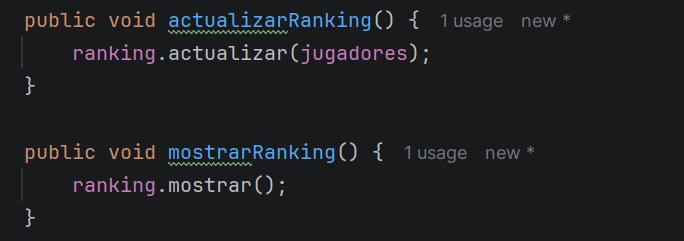 public void actualizarRanking() { 1 usage new *
ranking.actualizar(jugadores);
}
public void mostrarRanking() { 1 usage new *
ranking.mostrar();
}